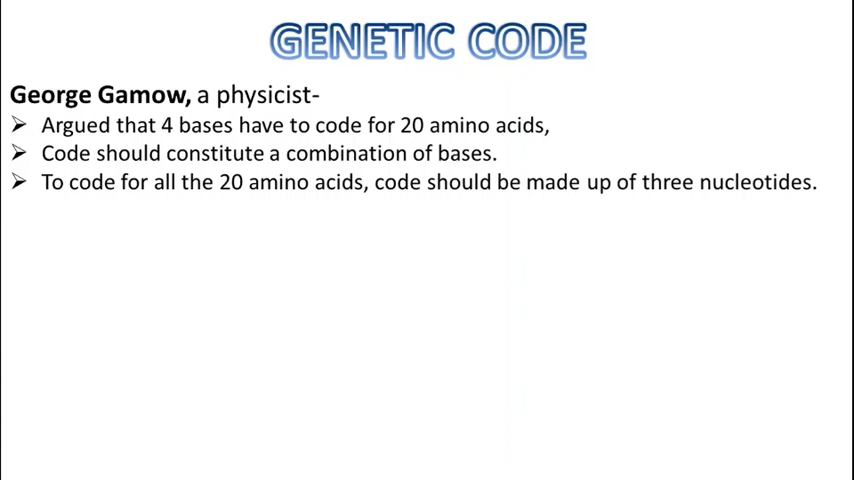 GENETIC CODE
George Gamow, a physicist-
➢ Argued that 4 bases have to code for 20 amino acids,
➢ Code should constitute a combination of bases.
➢ To code for all the 20 amino acids, code should be made up of three nucleotides.